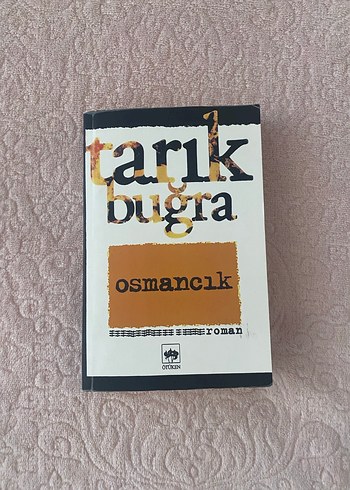 tarık
buğra
osmancık
roman
ÖTÜKEN